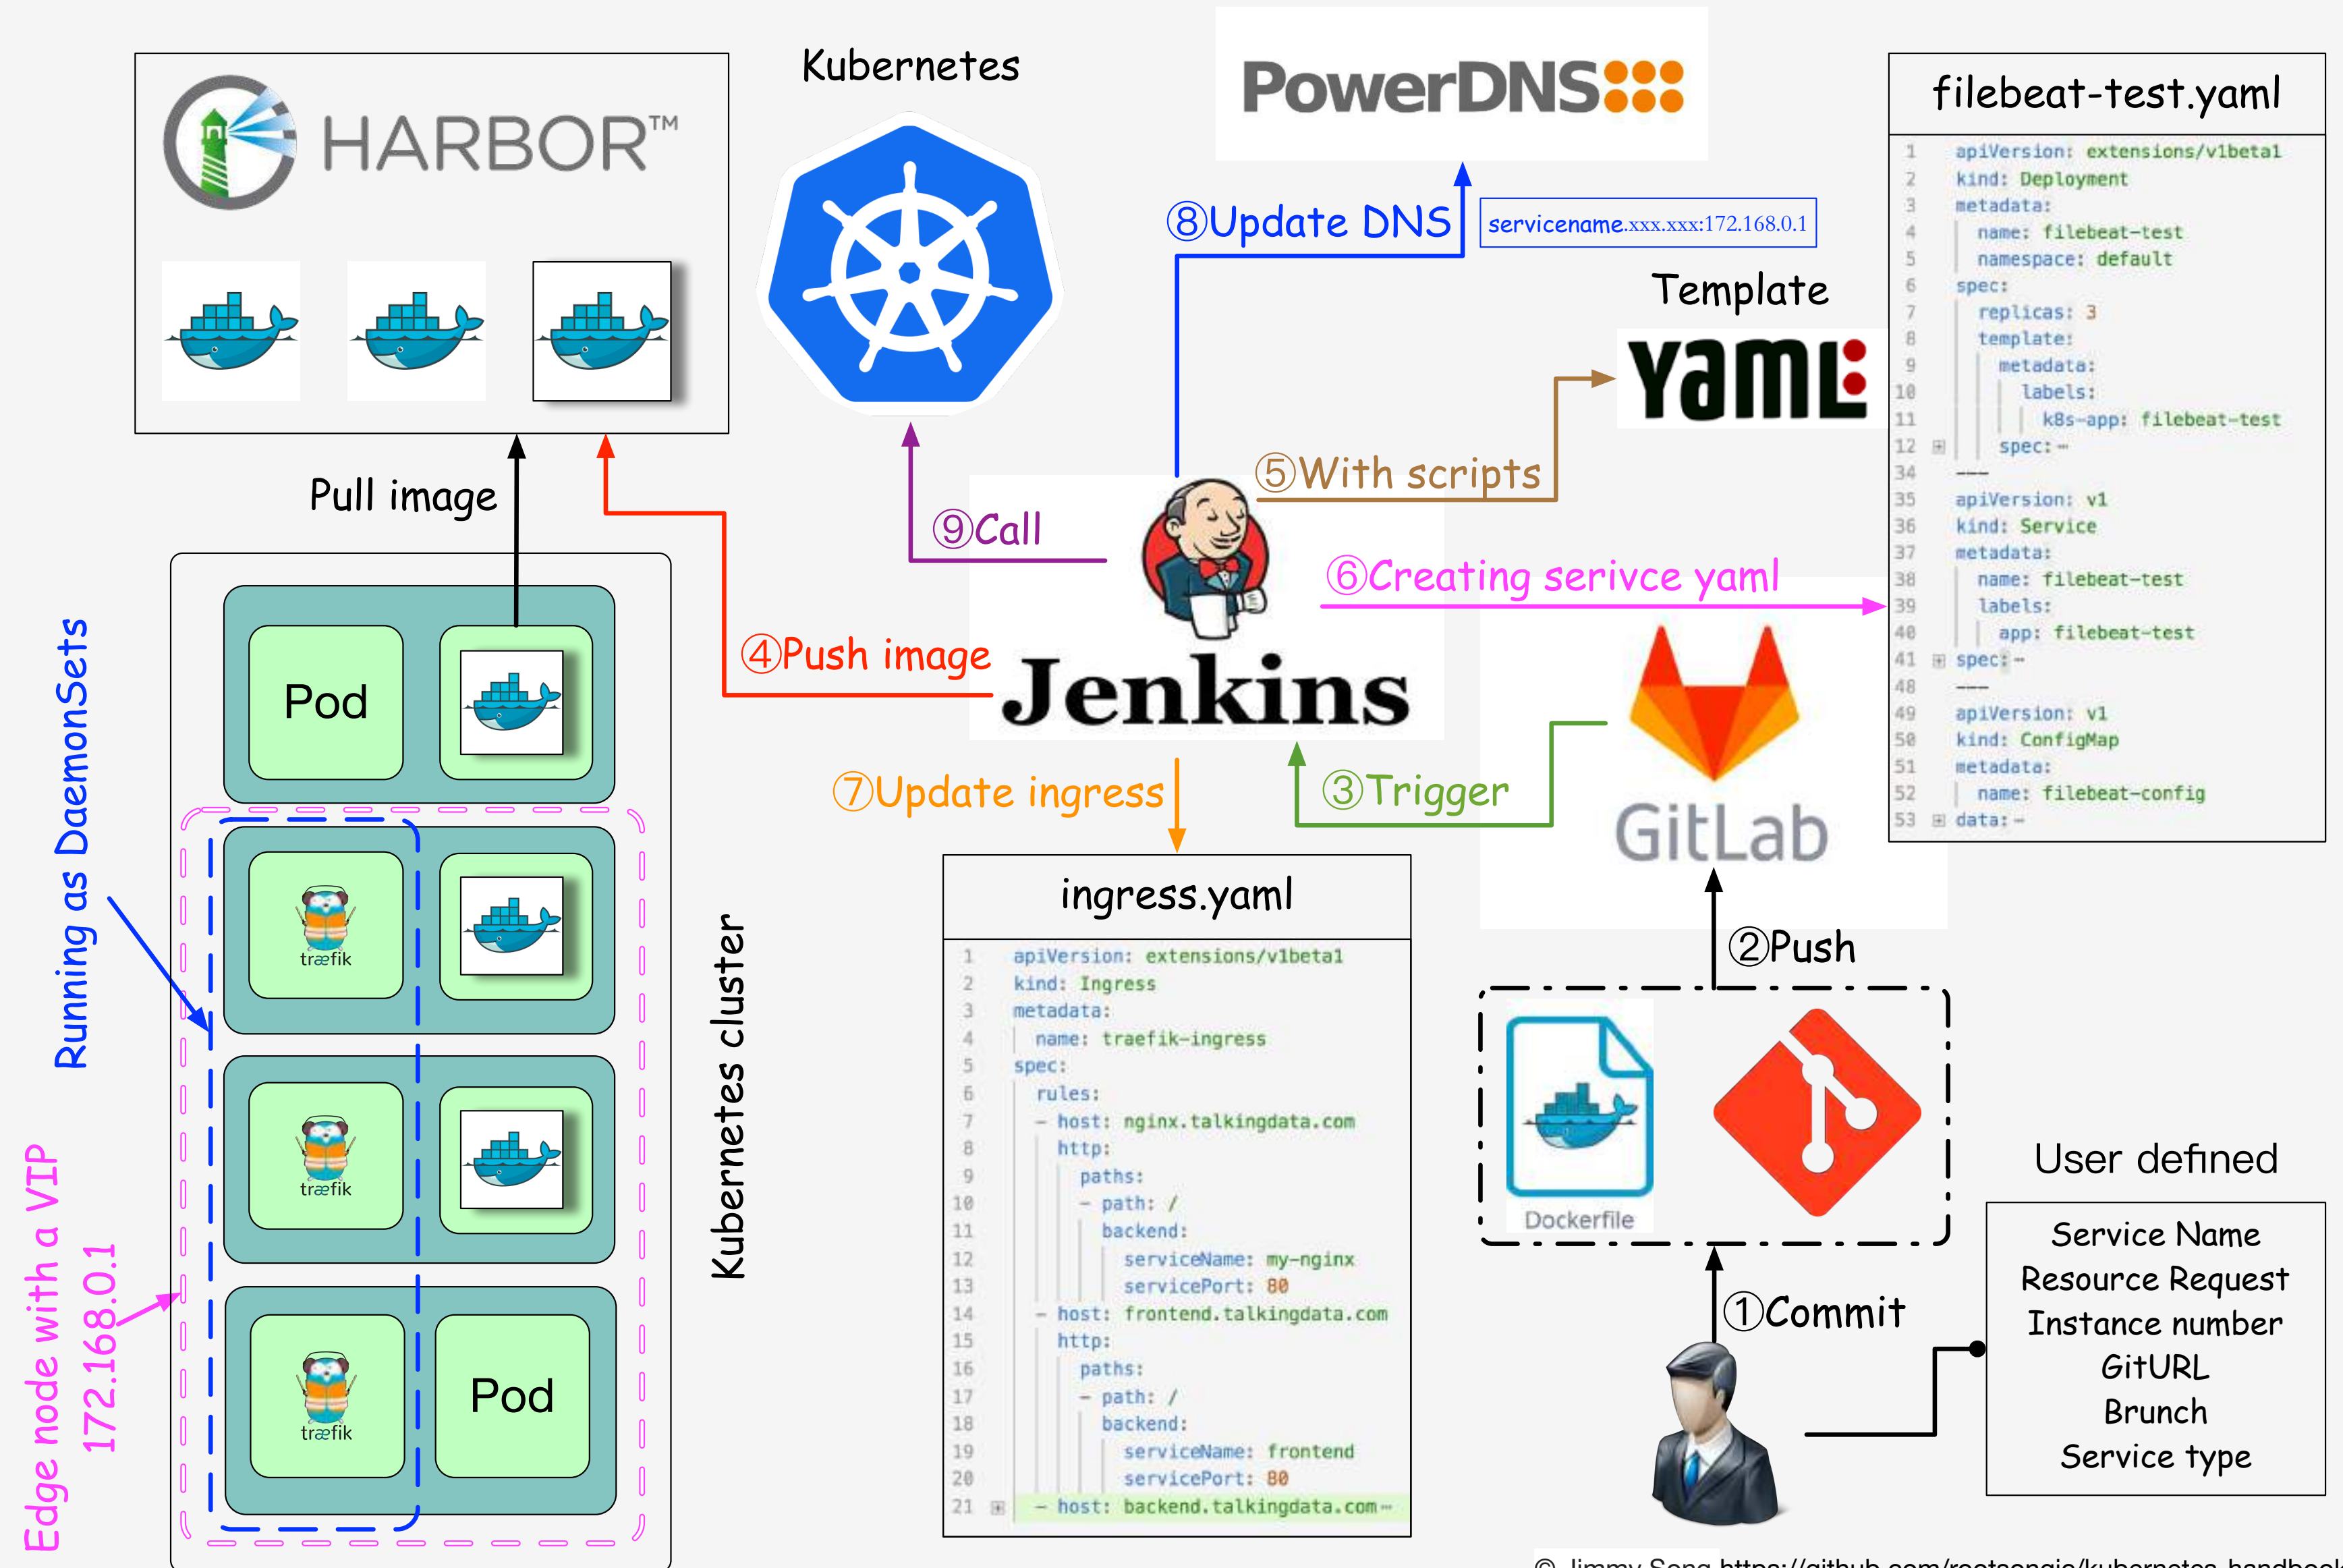 HARBOR™
Kubernetes
PowerDNS
⑧Update DNS
servicename.xxx.xxx:172.168.0.1
Template
YAML
filebeat-test.yaml
1 apiVersion: extensions/v1beta1
2 kind: Deployment
3 metadata:
4 name: filebeat-test
5 namespace: default
6 spec:
7 replicas: 3
8 template:
9 metadata:
10 labels:
11 k8s-app: filebeat-test
12 spec:
34 ---
35 apiVersion: v1
36 kind: Service
37 metadata:
38 name: filebeat-test
39 labels:
40 app: filebeat-test
41 spec:
48 ---
49 apiVersion: v1
50 kind: ConfigMap
51 metadata:
52 name: filebeat-config
53 data:
Pull image
⑨Call
⑤With scripts
⑥Creating serivce yaml
④Push image
Jenkins
⑦Update ingress
③Trigger
GitLab
②Push
Running as DaemonSets
Edge node with a VIP
172.168.0.1
Kubernetes cluster
Pod
træfik
træfik
træfik
Pod
ingress.yaml
1 apiVersion: extensions/v1beta1
2 kind: Ingress
3 metadata:
4 name: traefik-ingress
5 spec:
6 rules:
7 - host: nginx.talkingdata.com
8 http:
9 paths:
10 - path: /
11 backend:
12 serviceName: my-nginx
13 servicePort: 80
14 - host: frontend.talkingdata.com
15 http:
16 paths:
17 - path: /
18 backend:
19 serviceName: frontend
20 servicePort: 80
21 - host: backend.talkingdata.com
Dockerfile
①Commit
User defined
Service Name
Resource Request
Instance number
GitURL
Brunch
Service type
© Jimmy Song https://github.com/rootsongjc/kubernetes-handbook